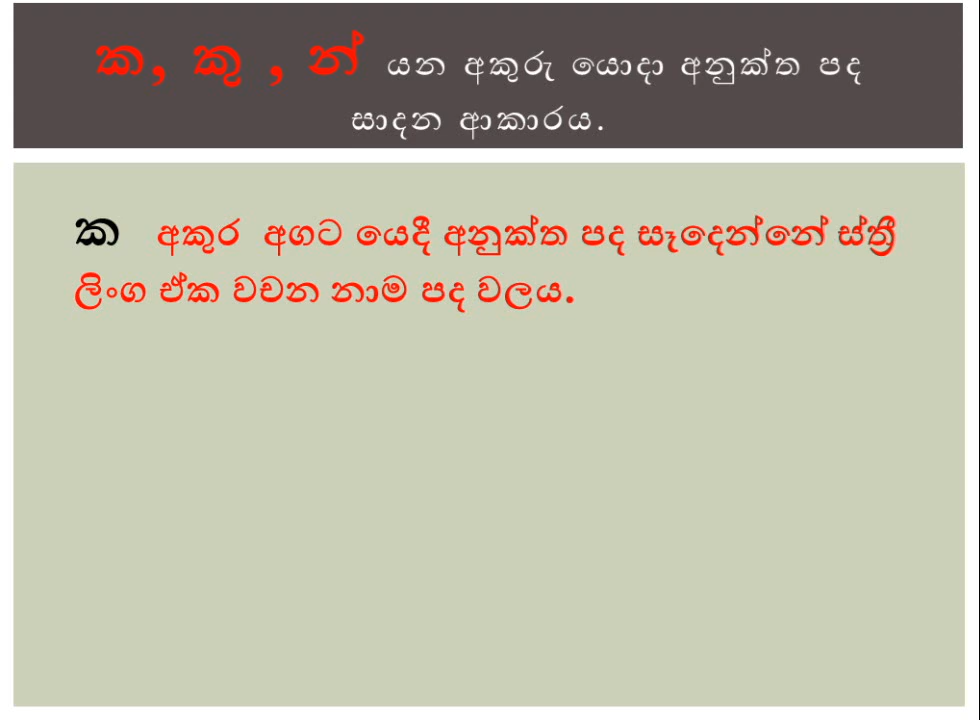 ක, කු , න් යන අකුරු යොදා අනුක්ත පද
සාදන ආකාරය.
ක අකුර අගට යෙදී අනුක්ත පද සෑදෙන්නේ ස්ත්‍රී
ලිංග ඒක වචන නාම පද වලය.